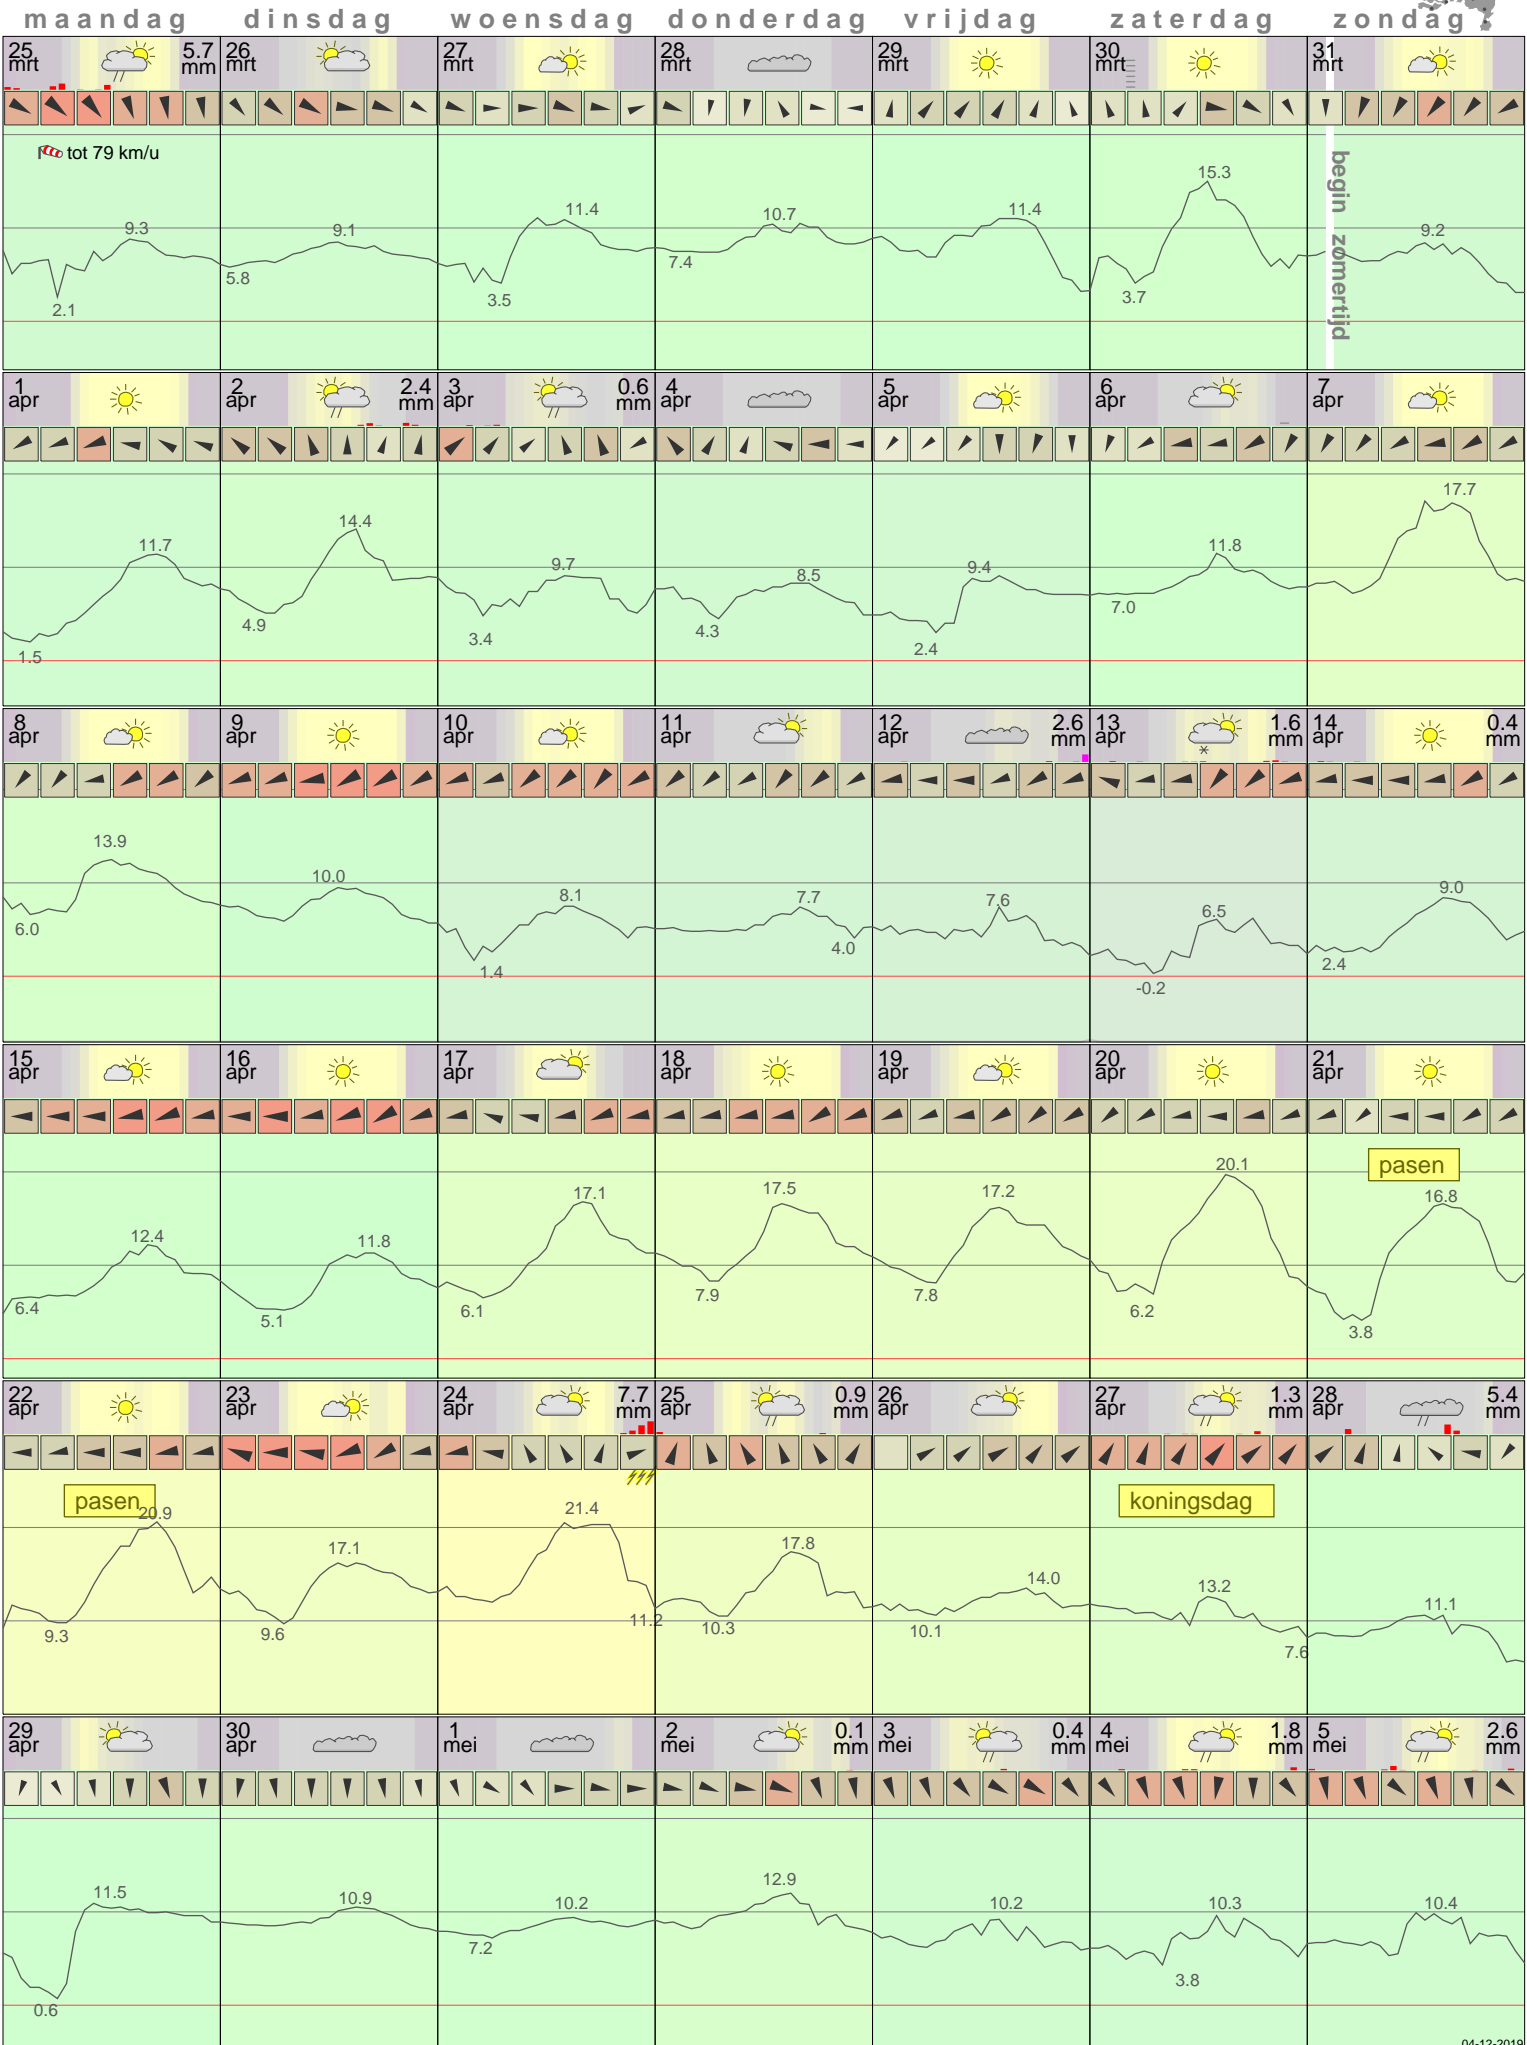 maandag dinsdag woensdag donderdag vrijdag zaterdag zondag
25 5.7 26 27 28 29 30 31
mrt mm mrt mrt mrt mrt mrt mrt
tot 79 km/u
begin zomertijd
9.3 9.1 11.4 10.7 11.4 15.3 9.2
2.1 5.8 3.5 7.4 3.7
1 2 2.4 3 0.6 4 5 6 7
apr apr mm apr mm apr apr apr apr
11.7 14.4 9.7 8.5 9.4 11.8 17.7
1.5 4.9 3.4 4.3 2.4 7.0
8 9 10 11 12 2.6 13 1.6 14 0.4
apr apr apr apr apr mm apr mm apr mm
13.9 10.0 8.1 7.7 7.6 6.5 9.0
6.0 1.4 4.0 -0.2 2.4
15 16 17 18 19 20 21
apr apr apr apr apr apr apr
pasen
12.4 11.8 17.1 17.5 17.2 20.1 16.8
6.4 5.1 6.1 7.9 7.8 6.2 3.8
22 23 24 7.7 25 0.9 26 27 1.3 28 5.4
apr apr apr mm apr mm apr apr mm apr mm
pasen koningsdag
20.9 17.1 21.4 17.8 14.0 13.2 11.1
9.3 9.6 11.2 10.3 10.1 7.6
29 30 1 2 0.1 3 0.4 4 1.8 5 2.6
apr apr mei mei mm mei mm mei mm mei mm
11.5 10.9 10.2 12.9 10.2 10.3 10.4
0.6 7.2 3.8
04-12-2019